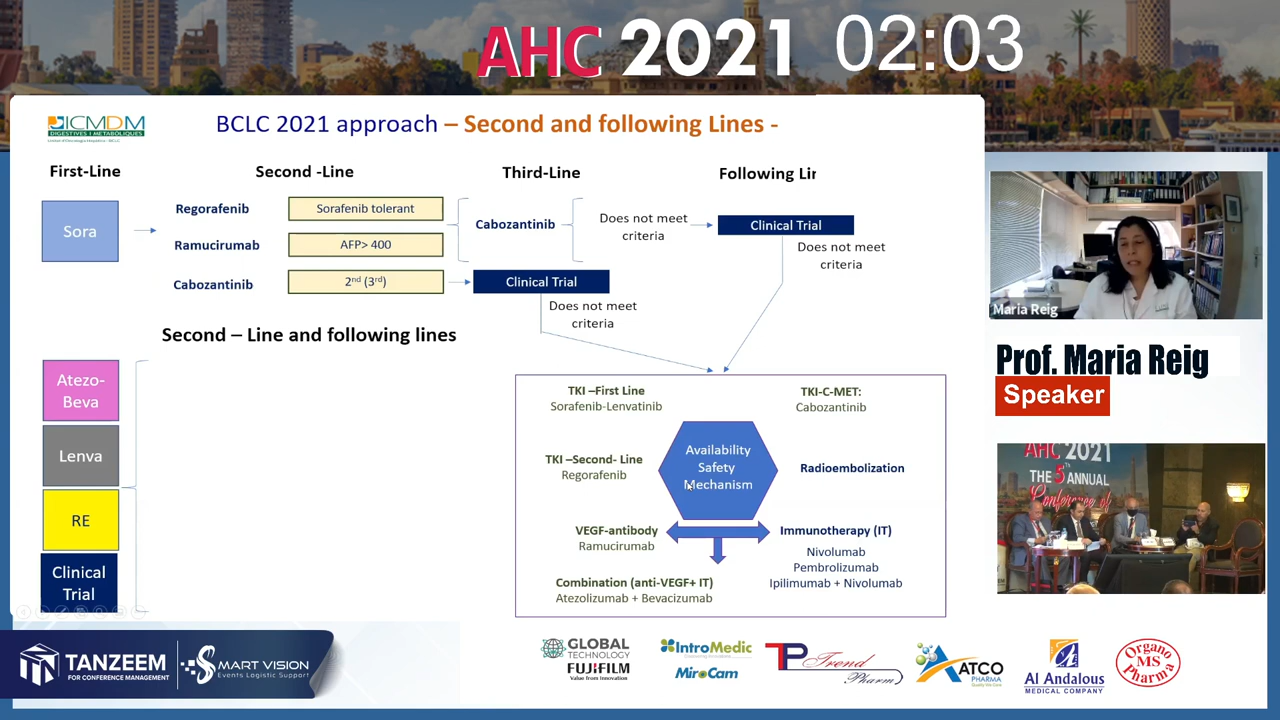 AHC 2021 02:03
ICMDM
DIGESTIVES I METABÒLIQUES
BCLC 2021 approach – Second and following Lines -
First-Line
Second -Line
Third-Line
Following Lir
Sora
Regorafenib
Sorafenib tolerant
Ramucirumab
AFP> 400
Cabozantinib
2nd (3rd)
Cabozantinib
Does not meet
criteria
Clinical Trial
Does not meet
criteria
Clinical Trial
Does not meet
criteria
Second – Line and following lines
Atezo-
Beva
Lenva
RE
Clinical
Trial
TKI –First Line
Sorafenib-Lenvatinib
TKI-C-MET:
Cabozantinib
TKI –Second- Line
Regorafenib
Availability
Safety
Mechanism
Radioembolization
VEGF-antibody
Ramucirumab
Immunotherapy (IT)
Nivolumab
Pembrolizumab
Ipilimumab + Nivolumab
Combination (anti-VEGF+ IT)
Atezolizumab + Bevacizumab
Maria Reig
Prof. Maria Reig
Speaker
AHC 2021
THE 5TH ANNUAL
Conference of
TANZEEM
FOR CONFERENCE MANAGEMENT
SMART VISION
Events Logistic Support
GLOBAL
TECHNOLOGY
FUJIFILM
Value from Innovation
IntroMedic
MiroCam
TP Trend
Pharm
ATCO
PHARMA
Al Andalous
MEDICAL COMPANY
Organo
MS
Pharma